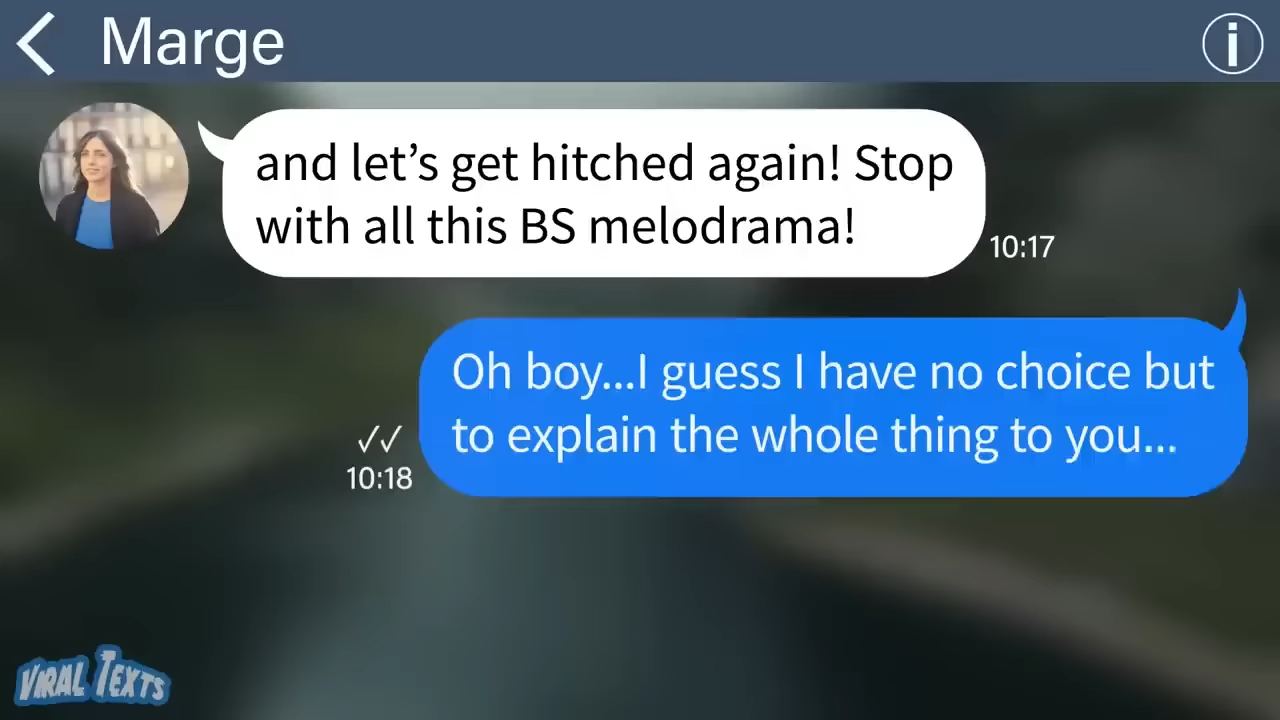 Marge
i
and let’s get hitched again! Stop
with all this BS melodrama!
10:17
Oh boy...I guess I have no choice but
to explain the whole thing to you...
10:18
VIRAL TEXTS